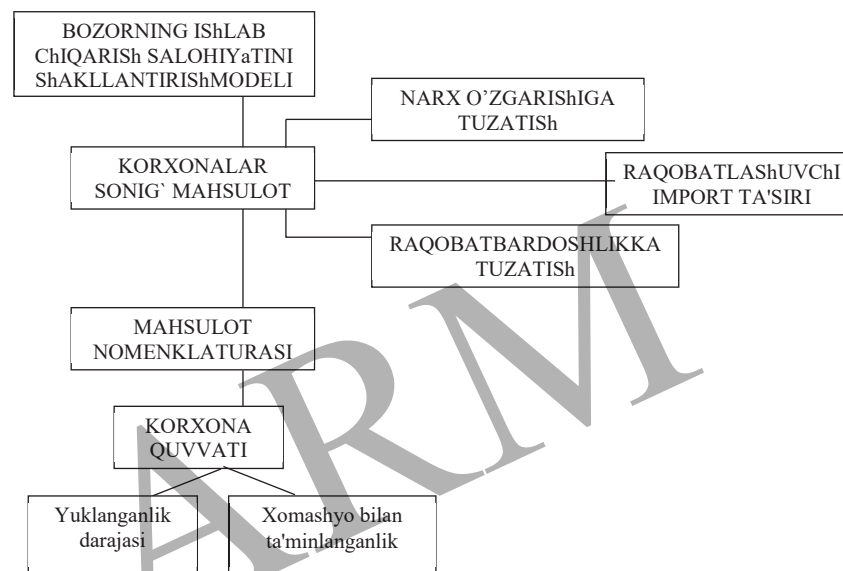 BOZORNING IShLAB
ChIQARISh SALOHIYaTINI
ShAKLLANTIRIShMODELI
NARX O’ZGARIShIGA
TUZATISh
KORXONALAR
SONIG` MAHSULOT
RAQOBATLAShUVChI
IMPORT TA'SIRI
RAQOBATBARDOSHLIKKA
TUZATISh
MAHSULOT
NOMENKLATURASI
KORXONA
QUVVATI
Yuklanganlik
darajasi
Xomashyo bilan
ta'minlanganlik
ARM